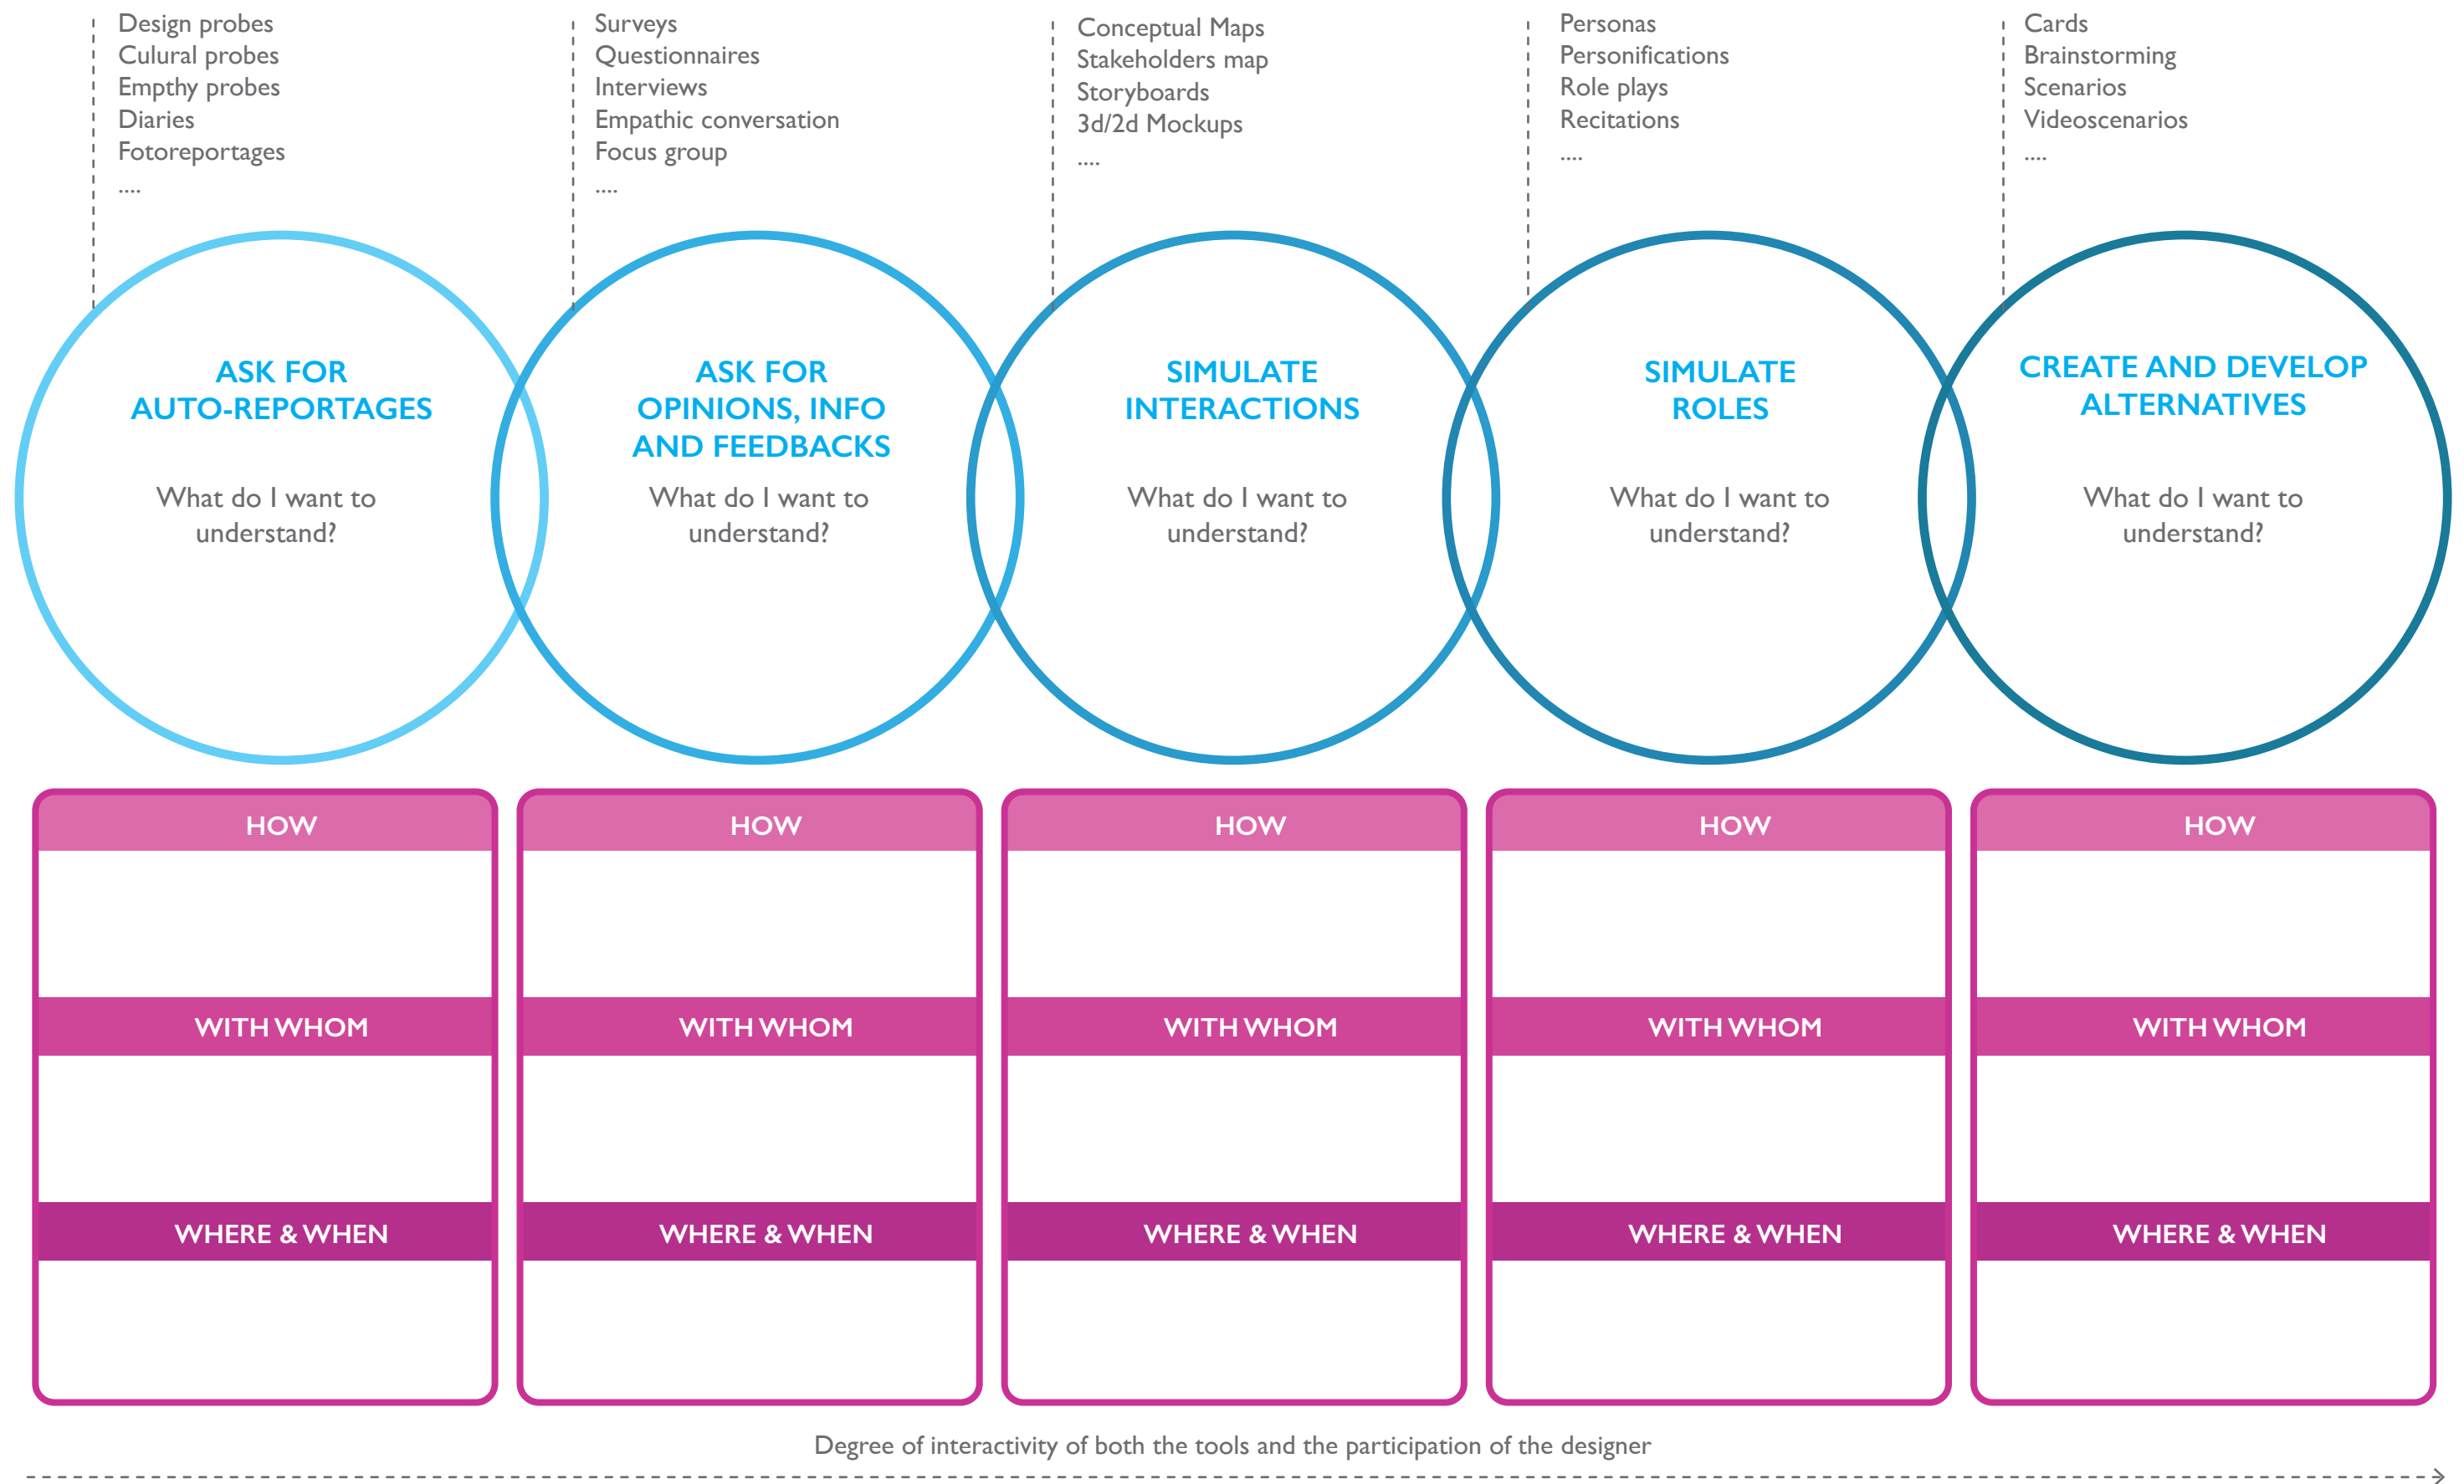 Design probes
Culural probes
Empthy probes
Diaries
Fotoreportages
....
Surveys
Questionnaires
Interviews
Empathic conversation
Focus group
....
Conceptual Maps
Stakeholders map
Storyboards
3d/2d Mockups
....
Personas
Personifications
Role plays
Recitations
....
Cards
Brainstorming
Scenarios
Videoscenarios
....
ASK FOR
AUTO-REPORTAGES
What do I want to
understand?
ASK FOR
OPINIONS, INFO
AND FEEDBACKS
What do I want to
understand?
SIMULATE
INTERACTIONS
What do I want to
understand?
SIMULATE
ROLES
What do I want to
understand?
CREATE AND DEVELOP
ALTERNATIVES
What do I want to
understand?
HOW
WITH WHOM
WHERE & WHEN
HOW
WITH WHOM
WHERE & WHEN
HOW
WITH WHOM
WHERE & WHEN
HOW
WITH WHOM
WHERE & WHEN
HOW
WITH WHOM
WHERE & WHEN
Degree of interactivity of both the tools and the participation of the designer